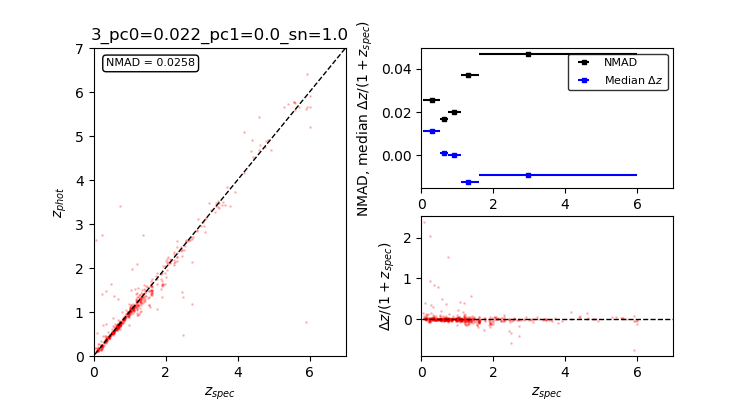 3_pc0=0.022_pc1=0.0_sn=1.0
NMAD = 0.0258
z_phot
7
6
5
4
3
2
1
0
0 2 4 6
z_spec
NMAD, median Δz/(1 + z_spec)
0.04
0.02
0.00
NMAD
Median Δz
0 2 4 6
Δz/(1 + z_spec)
2
1
0
0 2 4 6
z_spec